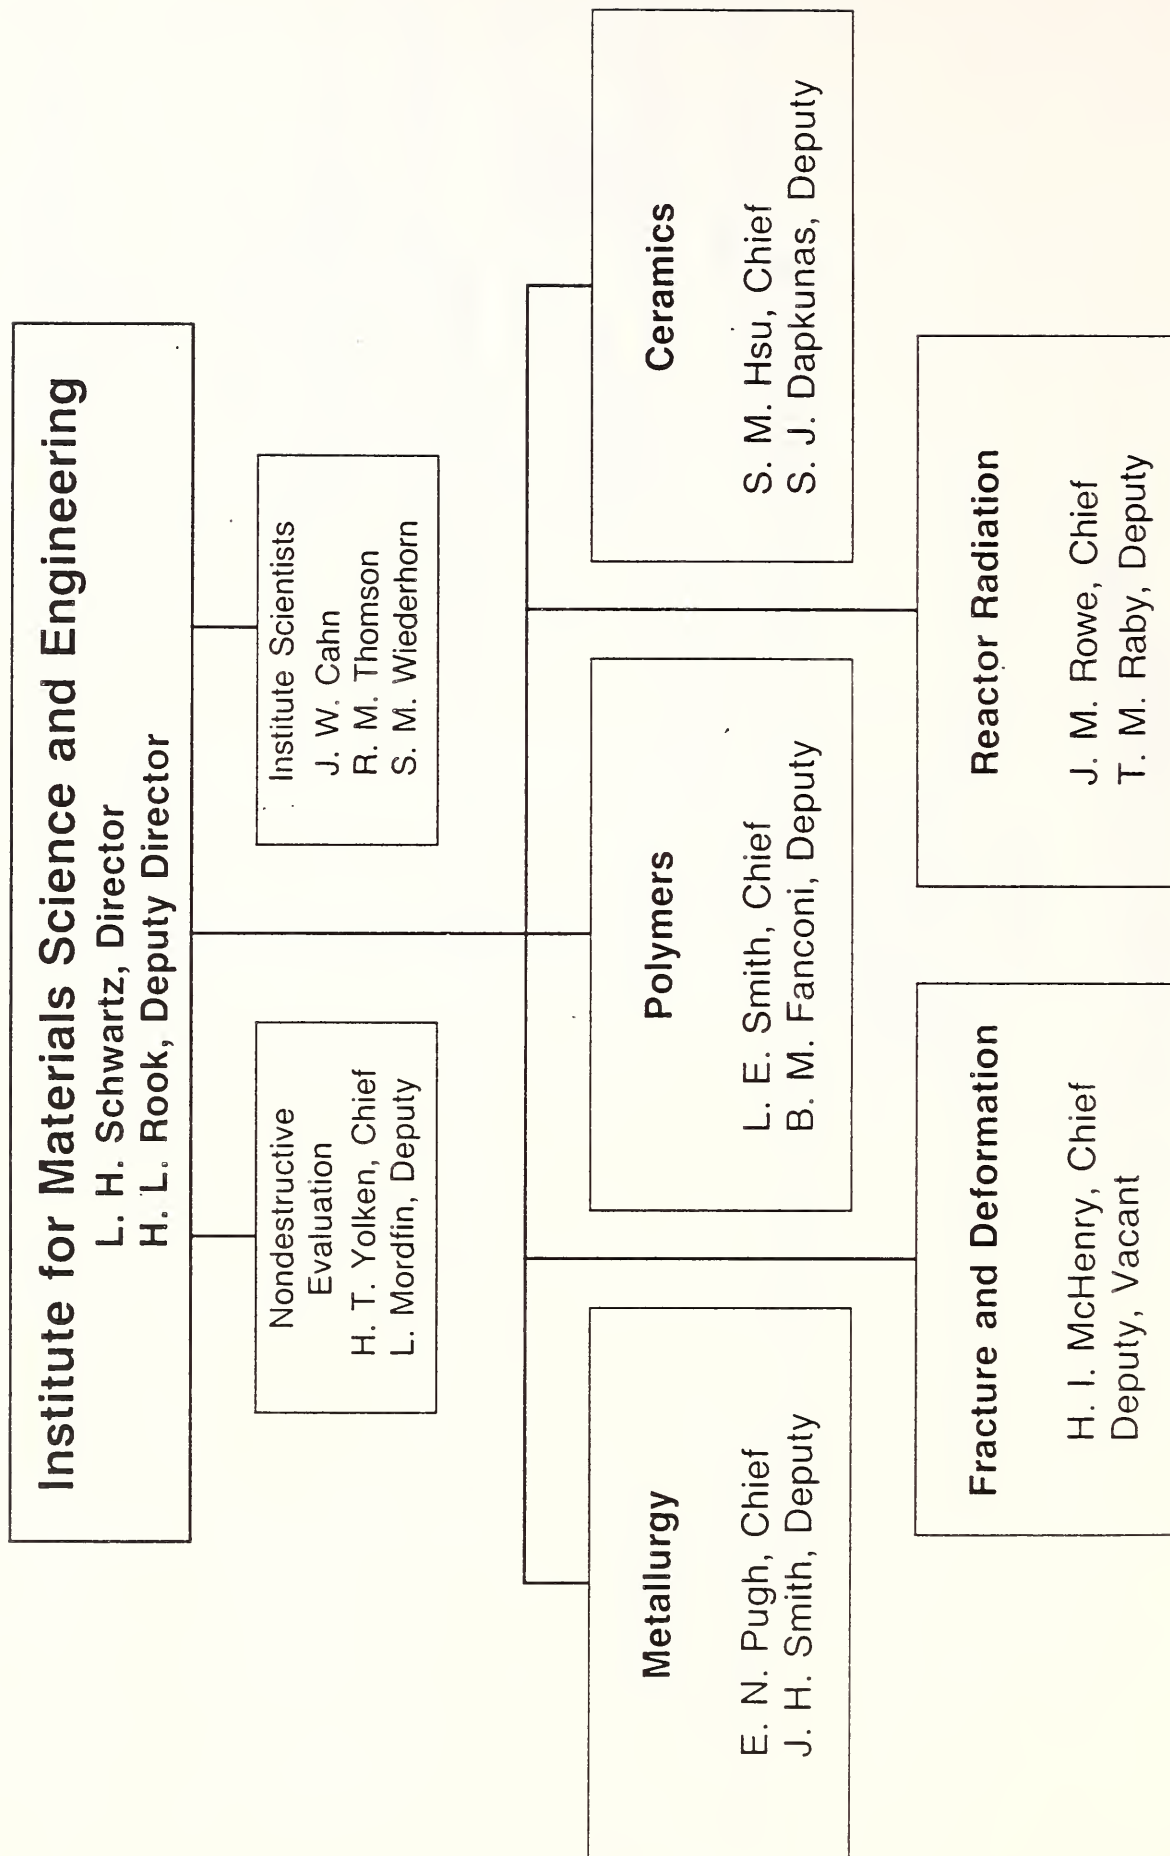 Institute for Materials Science and Engineering
L. H. Schwartz, Director
H. L. Rook, Deputy Director
Nondestructive
Evaluation
H. T. Yolken, Chief
L. Mordfin, Deputy
Institute Scientists
J. W. Cahn
R. M. Thomson
S. M. Wiederhorn
Metallurgy
E. N. Pugh, Chief
J. H. Smith, Deputy
Polymers
L. E. Smith, Chief
B. M. Fanconi, Deputy
Ceramics
S. M. Hsu, Chief
S. J. Dapkunas, Deputy
Fracture and Deformation
H. I. McHenry, Chief
Deputy, Vacant
Reactor Radiation
J. M. Rowe, Chief
T. M. Raby, Deputy